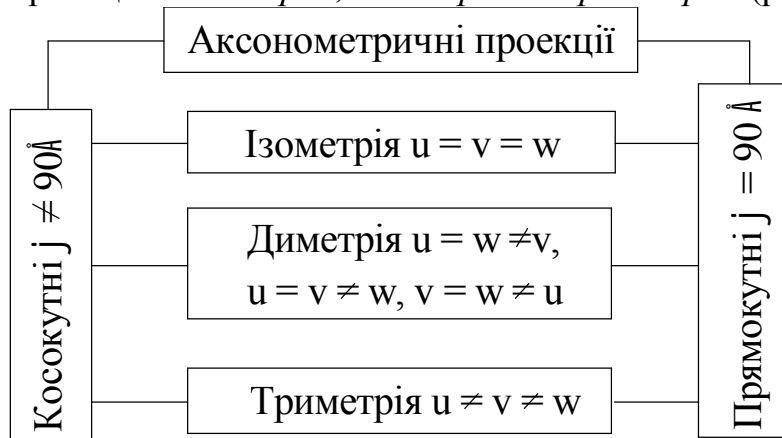 Аксонометричні проекції
Косокутні j ≠ 90Å
Ізометрія u = v = w
Диметрія u = w ≠v,
u = v ≠ w, v = w ≠ u
Триметрія u ≠ v ≠ w
Прямокутні j = 90 Å